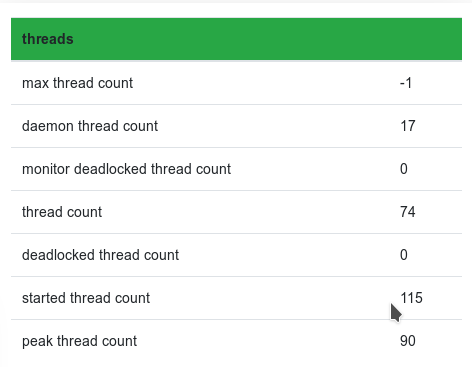 threads
max thread count -1
daemon thread count 17
monitor deadlocked thread count 0
thread count 74
deadlocked thread count 0
started thread count 115
peak thread count 90